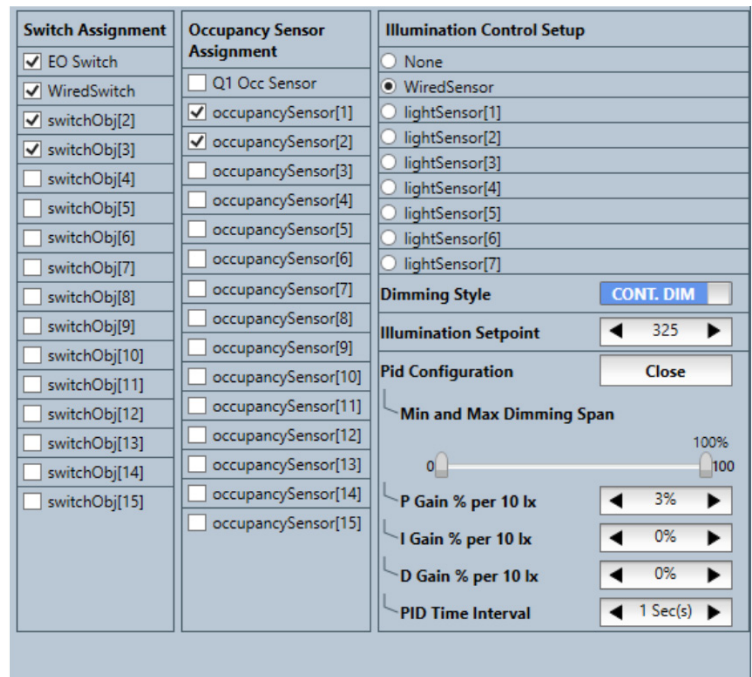 Switch Assignment
EO Switch
WiredSwitch
switchObj[2]
switchObj[3]
switchObj[4]
switchObj[5]
switchObj[6]
switchObj[7]
switchObj[8]
switchObj[9]
switchObj[10]
switchObj[11]
switchObj[12]
switchObj[13]
switchObj[14]
switchObj[15]
Occupancy Sensor
Assignment
Q1 Occ Sensor
occupancySensor[1]
occupancySensor[2]
occupancySensor[3]
occupancySensor[4]
occupancySensor[5]
occupancySensor[6]
occupancySensor[7]
occupancySensor[8]
occupancySensor[9]
occupancySensor[10]
occupancySensor[11]
occupancySensor[12]
occupancySensor[13]
occupancySensor[14]
occupancySensor[15]
Illumination Control Setup
None
WiredSensor
lightSensor[1]
lightSensor[2]
lightSensor[3]
lightSensor[4]
lightSensor[5]
lightSensor[6]
lightSensor[7]
Dimming Style CONT. DIM
Illumination Setpoint 325
Pid Configuration Close
Min and Max Dimming Span
100%
0 100
P Gain % per 10 lx 3%
I Gain % per 10 lx 0%
D Gain % per 10 lx 0%
PID Time Interval 1 Sec(s)